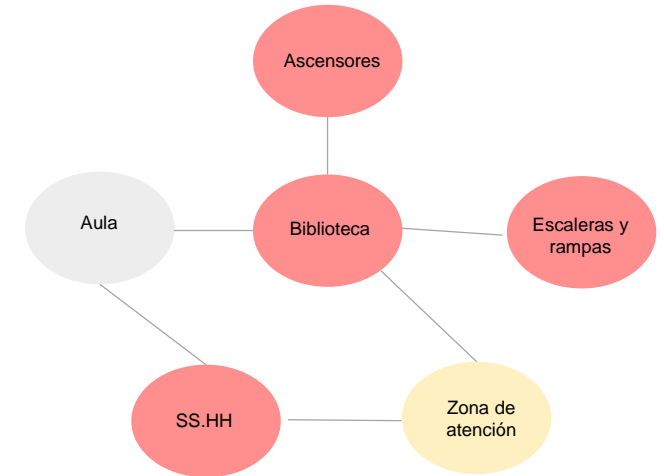 Ascensores
Aula
Biblioteca
Escaleras y
rampas
SS.HH
Zona de
atención